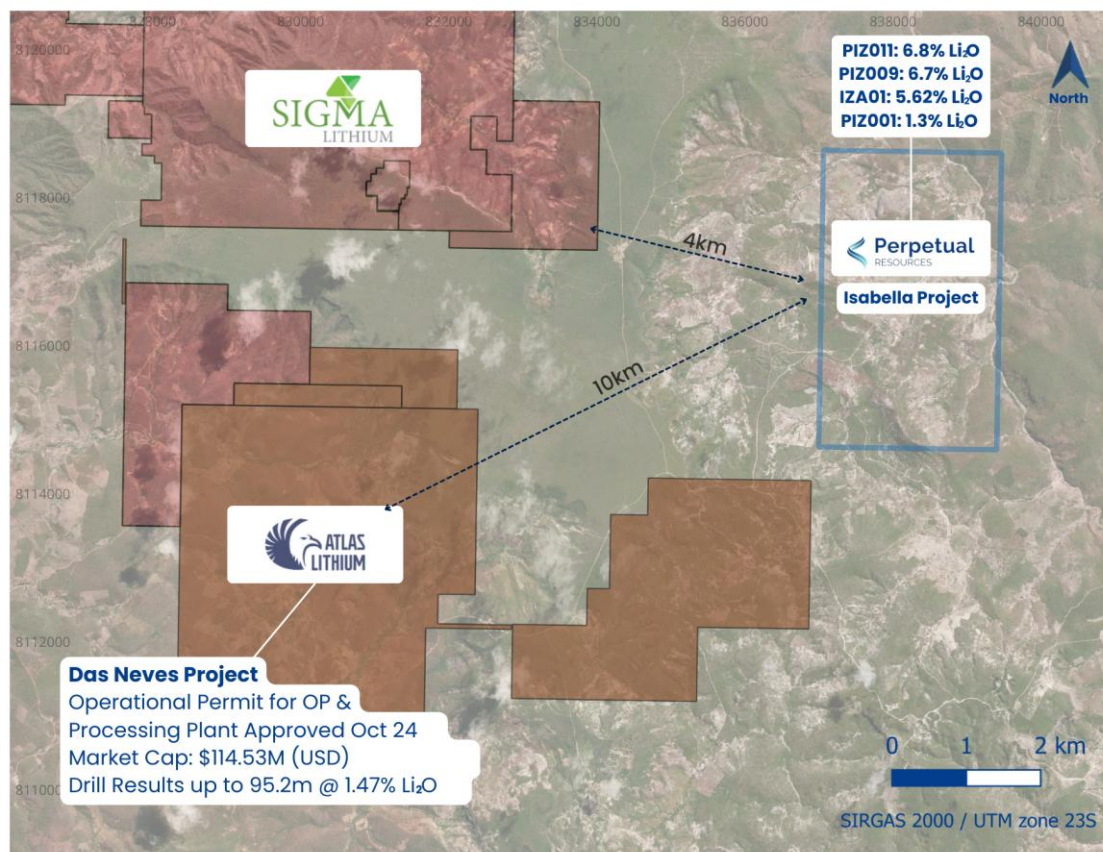 828000 830000 832000 834000 836000 838000 840000
8120000
8118000
8116000
8114000
8112000
8110000
SIGMA
LITHIUM
PIZ011: 6.8% Li₂O
PIZ009: 6.7% Li₂O
IZA01: 5.62% Li₂O
PIZ001: 1.3% Li₂O
North
4km
Perpetual
RESOURCES
Isabella Project
10km
ATLAS
LITHIUM
Das Neves Project
Operational Permit for OP &
Processing Plant Approved Oct 24
Market Cap: $114.53M (USD)
Drill Results up to 95.2m @ 1.47% Li₂O
0 1 2 km
SIRGAS 2000 / UTM zone 23S